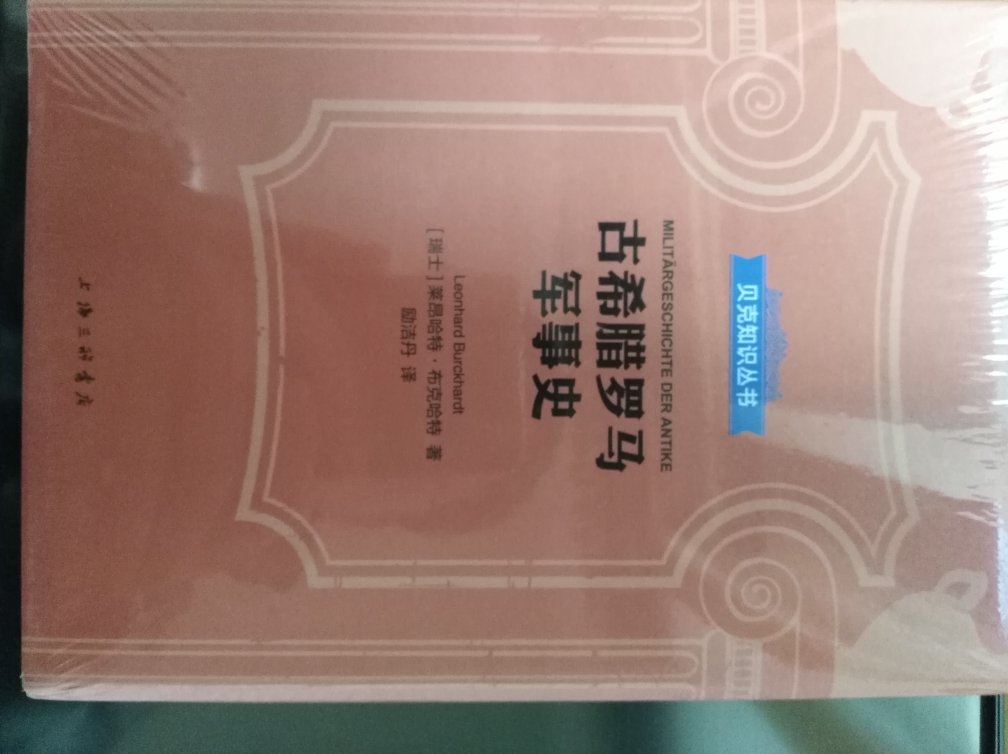 贝克知识丛书
MILITÄRGESCHICHTE DER ANTIKE
古希腊罗马
军事史
Leonhard Burckhardt
[瑞士]莱昂哈特·布克哈特 著
励洁丹 译
上海三联书店